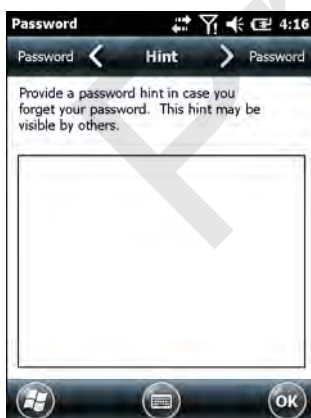 Password 4:16
Password Hint Password
Provide a password hint in case you
forget your password. This hint may be
visible by others.
OK